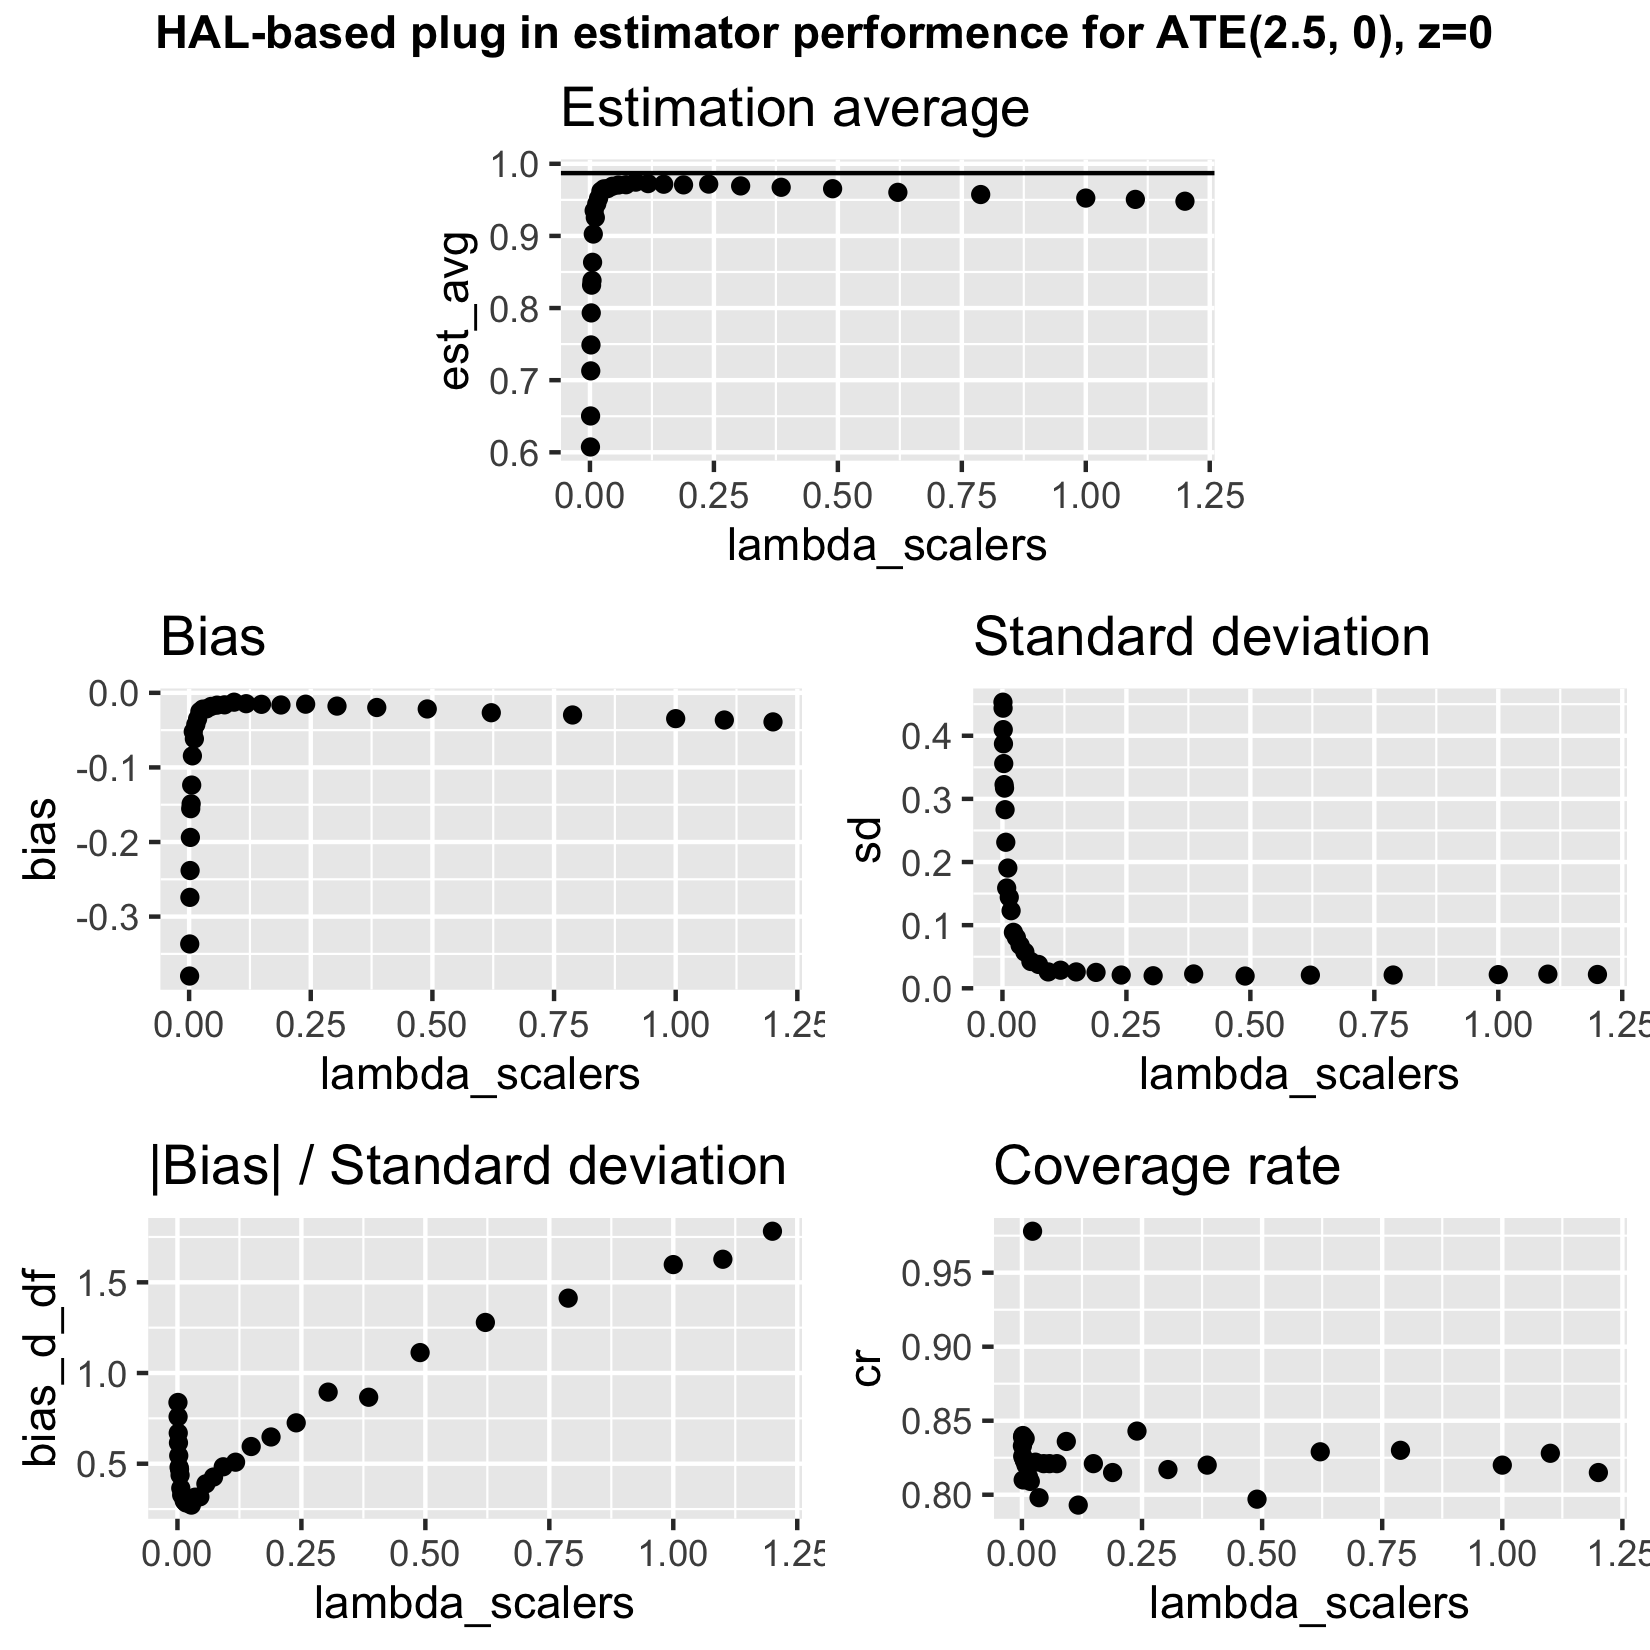 HAL-based plug in estimator performence for ATE(2.5, 0), z=0
Estimation average
1.0
0.9
0.8
0.7
0.6
est_avg
0.00 0.25 0.50 0.75 1.00 1.25
lambda_scalers
Bias
0.0
-0.1
-0.2
-0.3
bias
0.00 0.25 0.50 0.75 1.00 1.25
lambda_scalers
Standard deviation
0.4
0.3
0.2
0.1
0.0
sd
0.00 0.25 0.50 0.75 1.00 1.25
lambda_scalers
|Bias| / Standard deviation
1.5
1.0
0.5
bias_d_df
0.00 0.25 0.50 0.75 1.00 1.25
lambda_scalers
Coverage rate
0.95
0.90
0.85
0.80
cr
0.00 0.25 0.50 0.75 1.00 1.25
lambda_scalers